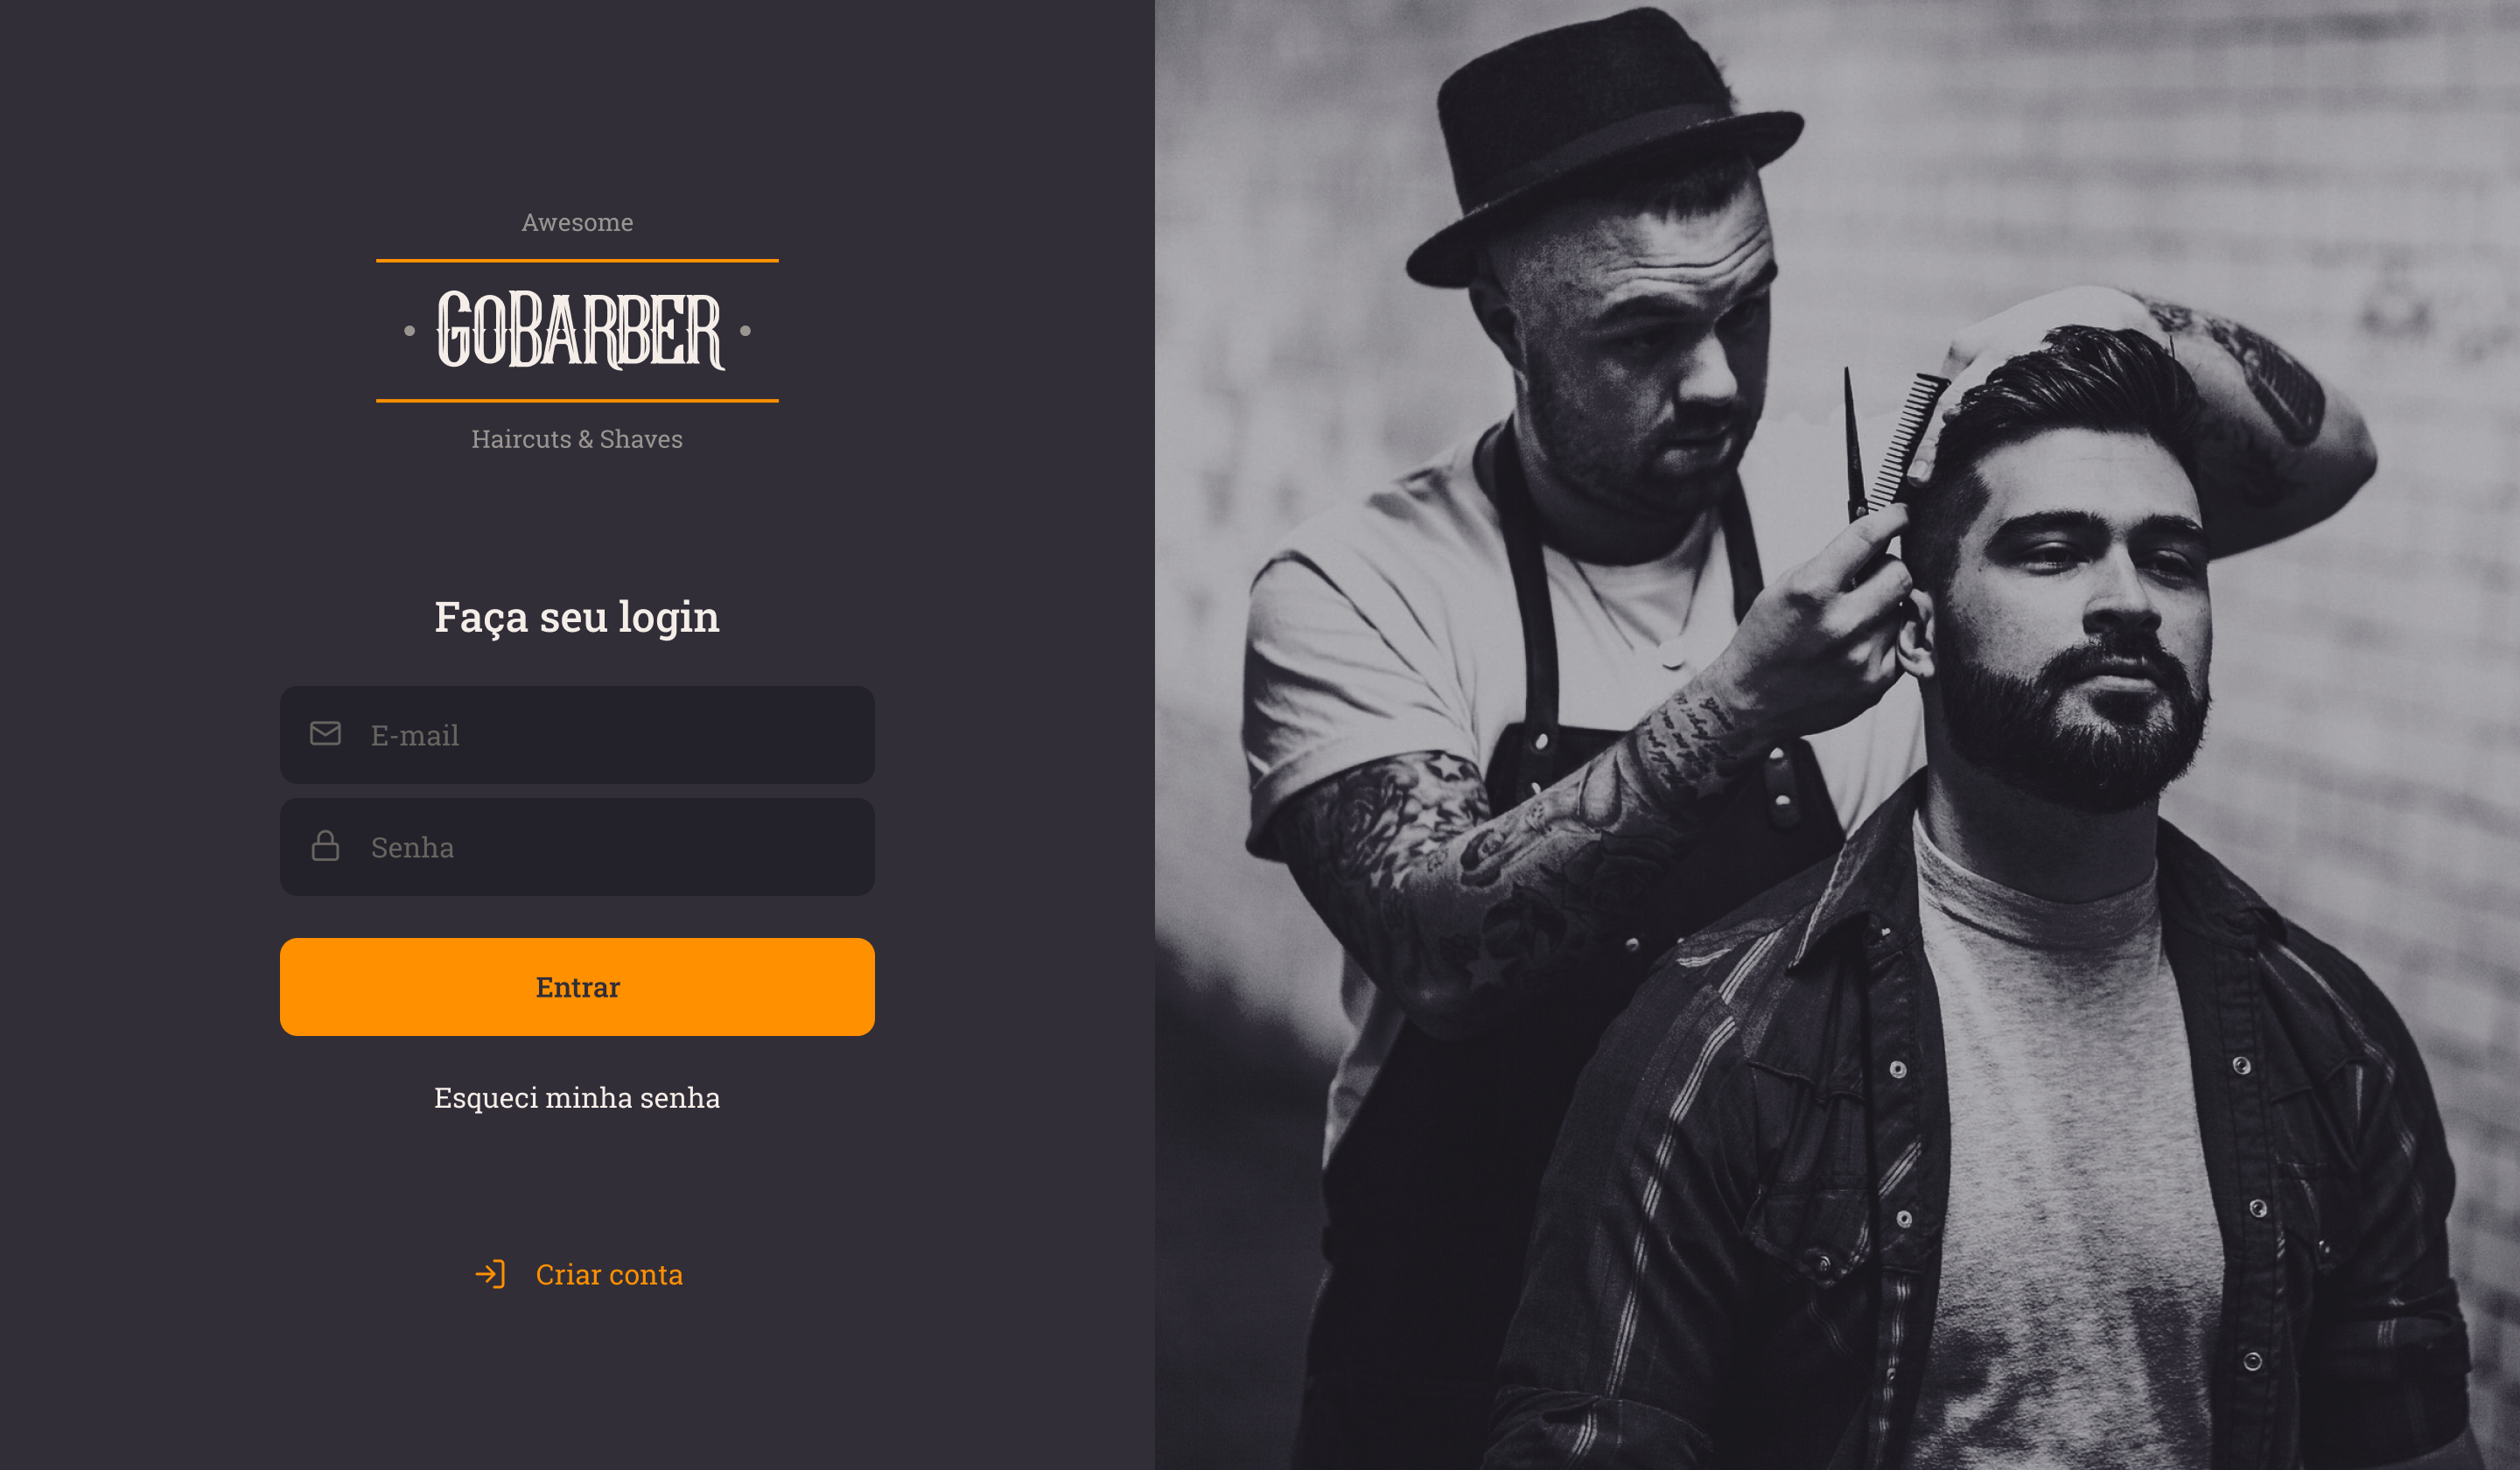 Awesome
GOBARBER
Haircuts & Shaves
Faça seu login
E-mail
Senha
Entrar
Esqueci minha senha
Criar conta